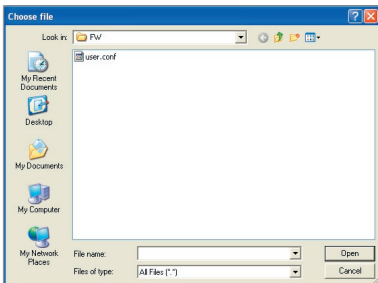 Choose file
Look in:
FW
user.conf
My Recent
Documents
Desktop
My Documents
My Computer
My Network
Places
File name:
Open
Files of type:
All Files (*.*)
Cancel